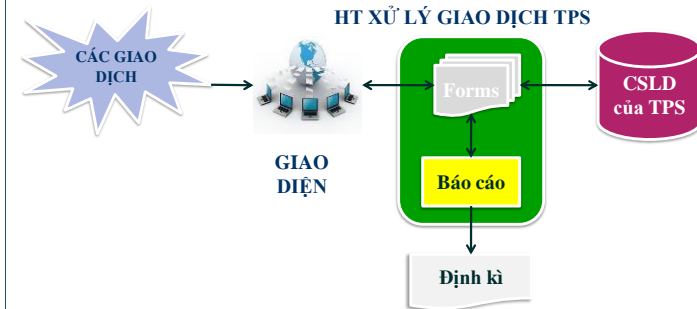 HT XỬ LÝ GIAO DỊCH TPS
CÁC GIAO
DỊCH
Forms
CSLD
của TPS
GIAO
DIỆN
Báo cáo
Định kì